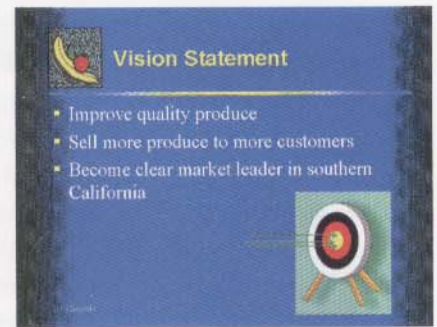 Vision Statement
Improve quality produce
Sell more produce to more customers
Become clear market leader in southern
California